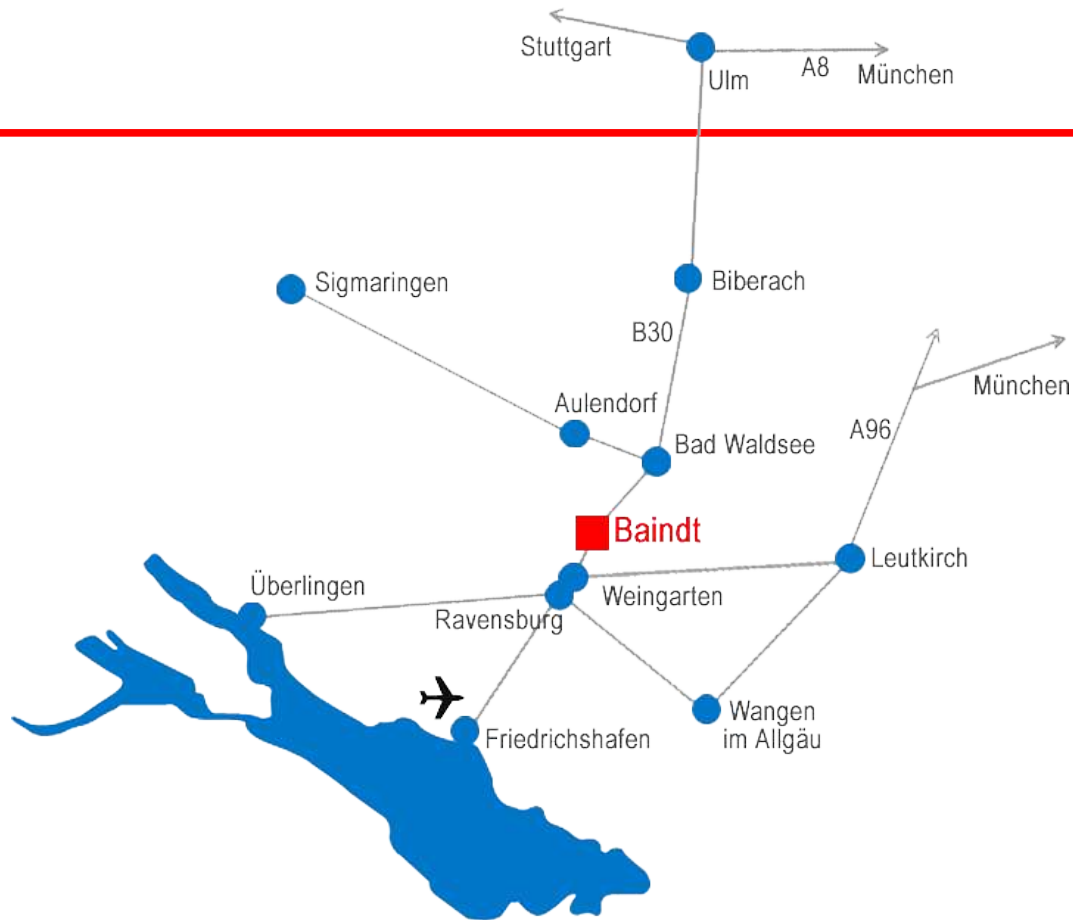 Stuttgart
Ulm
A8
München
Sigmaringen
Biberach
B30
München
Aulendorf
A96
Bad Waldsee
Baindt
Leutkirch
Überlingen
Weingarten
Ravensburg
Wangen
im Allgäu
Friedrichshafen